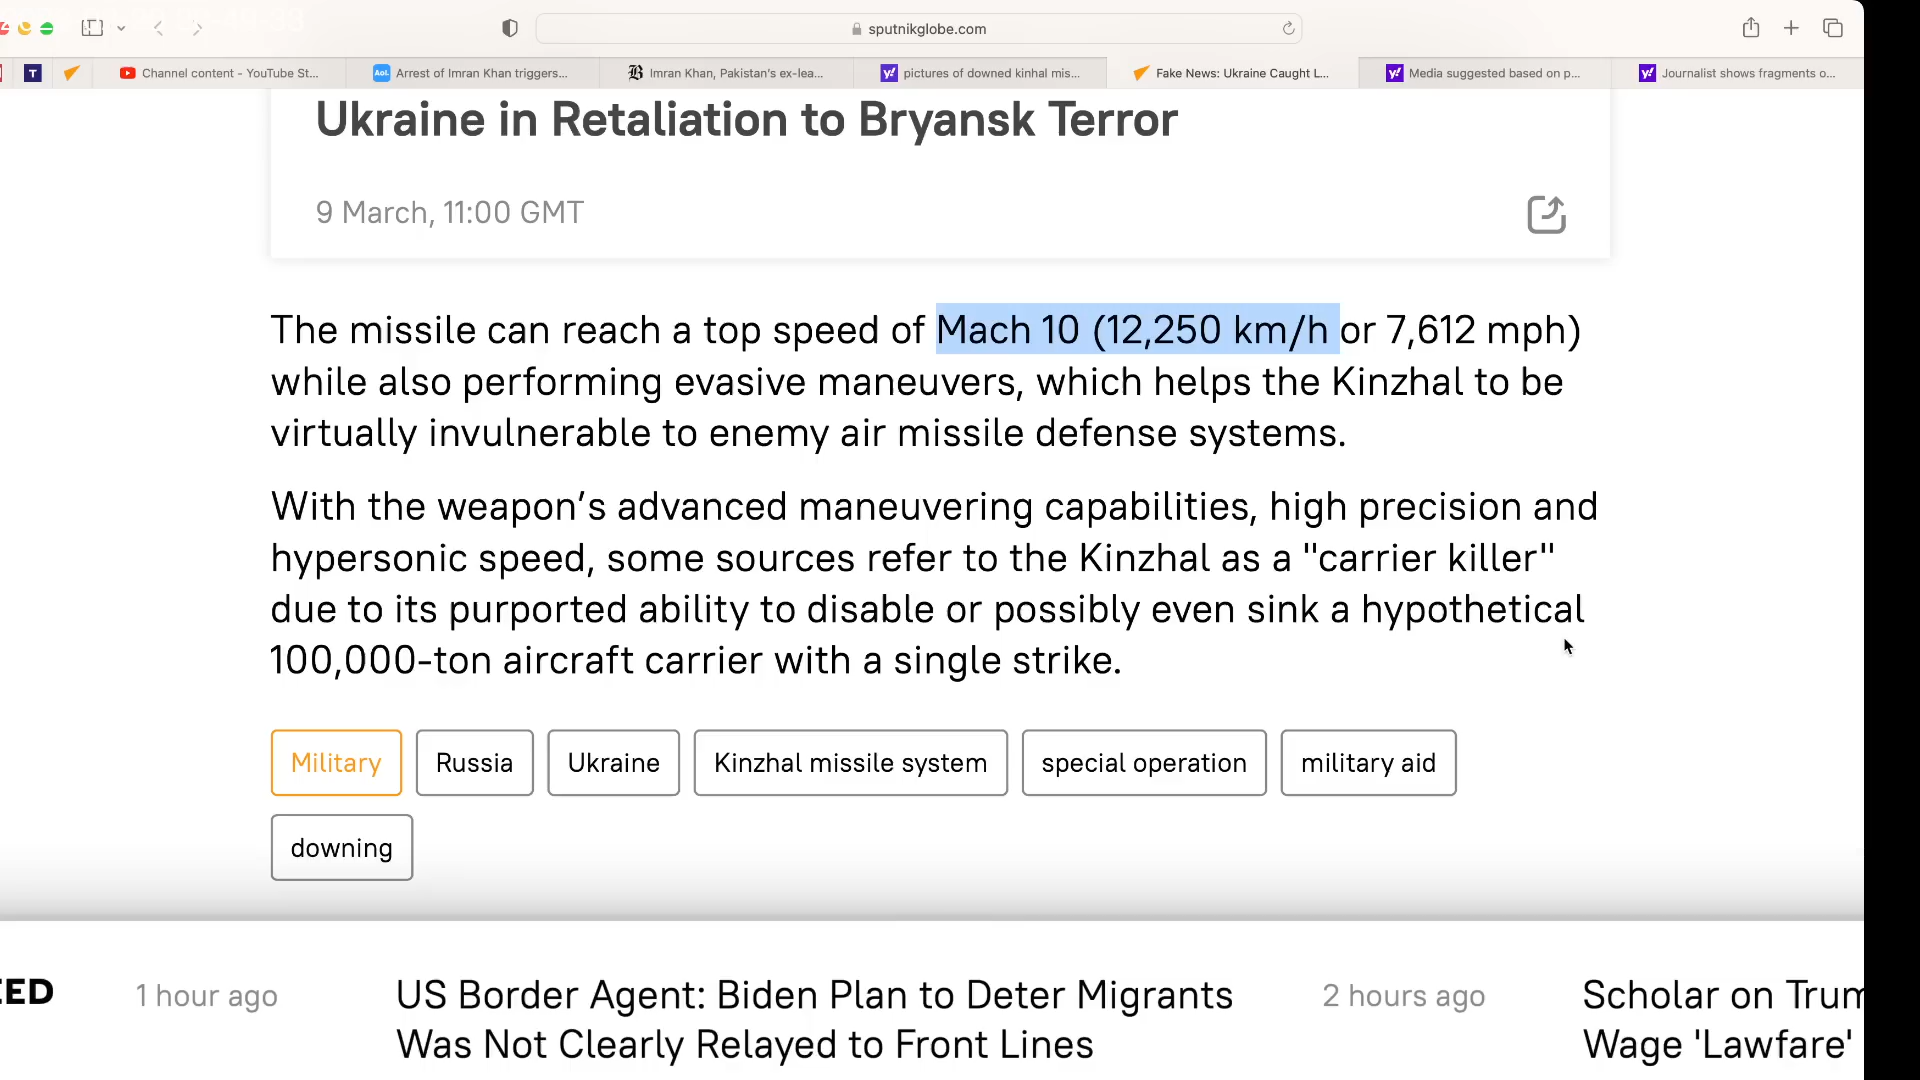 sputnikglobe.com
T
Channel content - YouTube St...
Aol. Arrest of Imran Khan triggers...
B Imran Khan, Pakistan's ex-lea...
y! pictures of downed kinhal mis...
Fake News: Ukraine Caught L...
y! Media suggested based on p...
y! Journalist shows fragments o...
Ukraine in Retaliation to Bryansk Terror
9 March, 11:00 GMT
The missile can reach a top speed of Mach 10 (12,250 km/h or 7,612 mph)
while also performing evasive maneuvers, which helps the Kinzhal to be
virtually invulnerable to enemy air missile defense systems.
With the weapon’s advanced maneuvering capabilities, high precision and
hypersonic speed, some sources refer to the Kinzhal as a "carrier killer"
due to its purported ability to disable or possibly even sink a hypothetical
100,000-ton aircraft carrier with a single strike.
Military
Russia
Ukraine
Kinzhal missile system
special operation
military aid
downing
EED
1 hour ago
US Border Agent: Biden Plan to Deter Migrants
Was Not Clearly Relayed to Front Lines
2 hours ago
Scholar on Trum
Wage 'Lawfare'